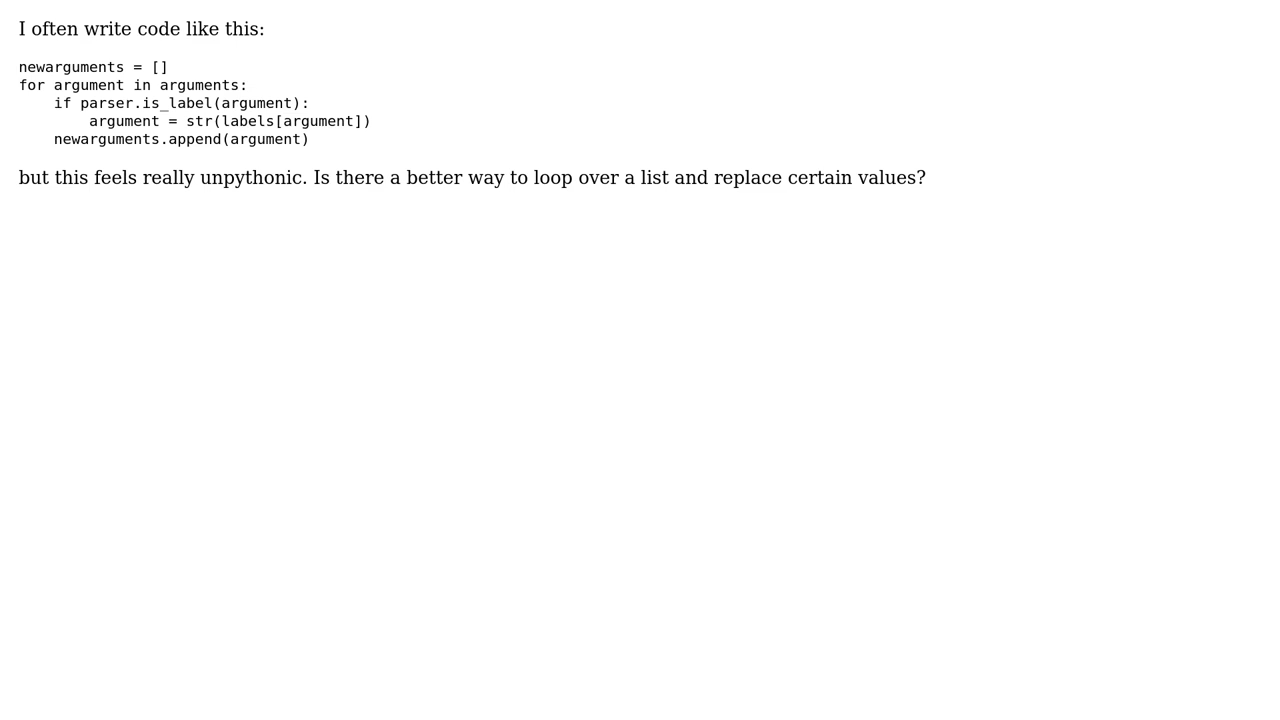 I often write code like this:
newarguments = []
for argument in arguments:
    if parser.is_label(argument):
        argument = str(labels[argument])
    newarguments.append(argument)
but this feels really unpythonic. Is there a better way to loop over a list and replace certain values?